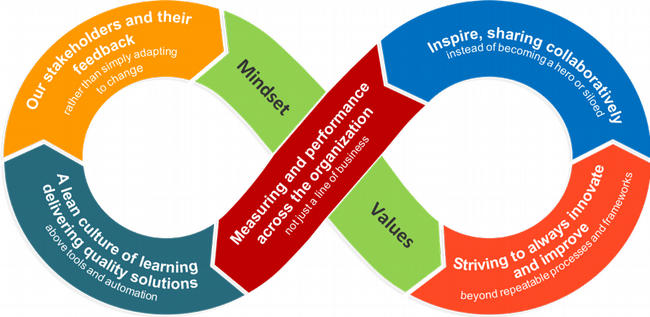 Our stakeholders and their
feedback
rather than simply adapting
to change
Mindset
Inspire, sharing collaboratively
instead of becoming a hero or siloed
Measuring and performance
across the organization
not just a line of business
A lean culture of learning
delivering quality solutions
above tools and automation
Values
Striving to always innovate
and improve
beyond repeatable processes and frameworks